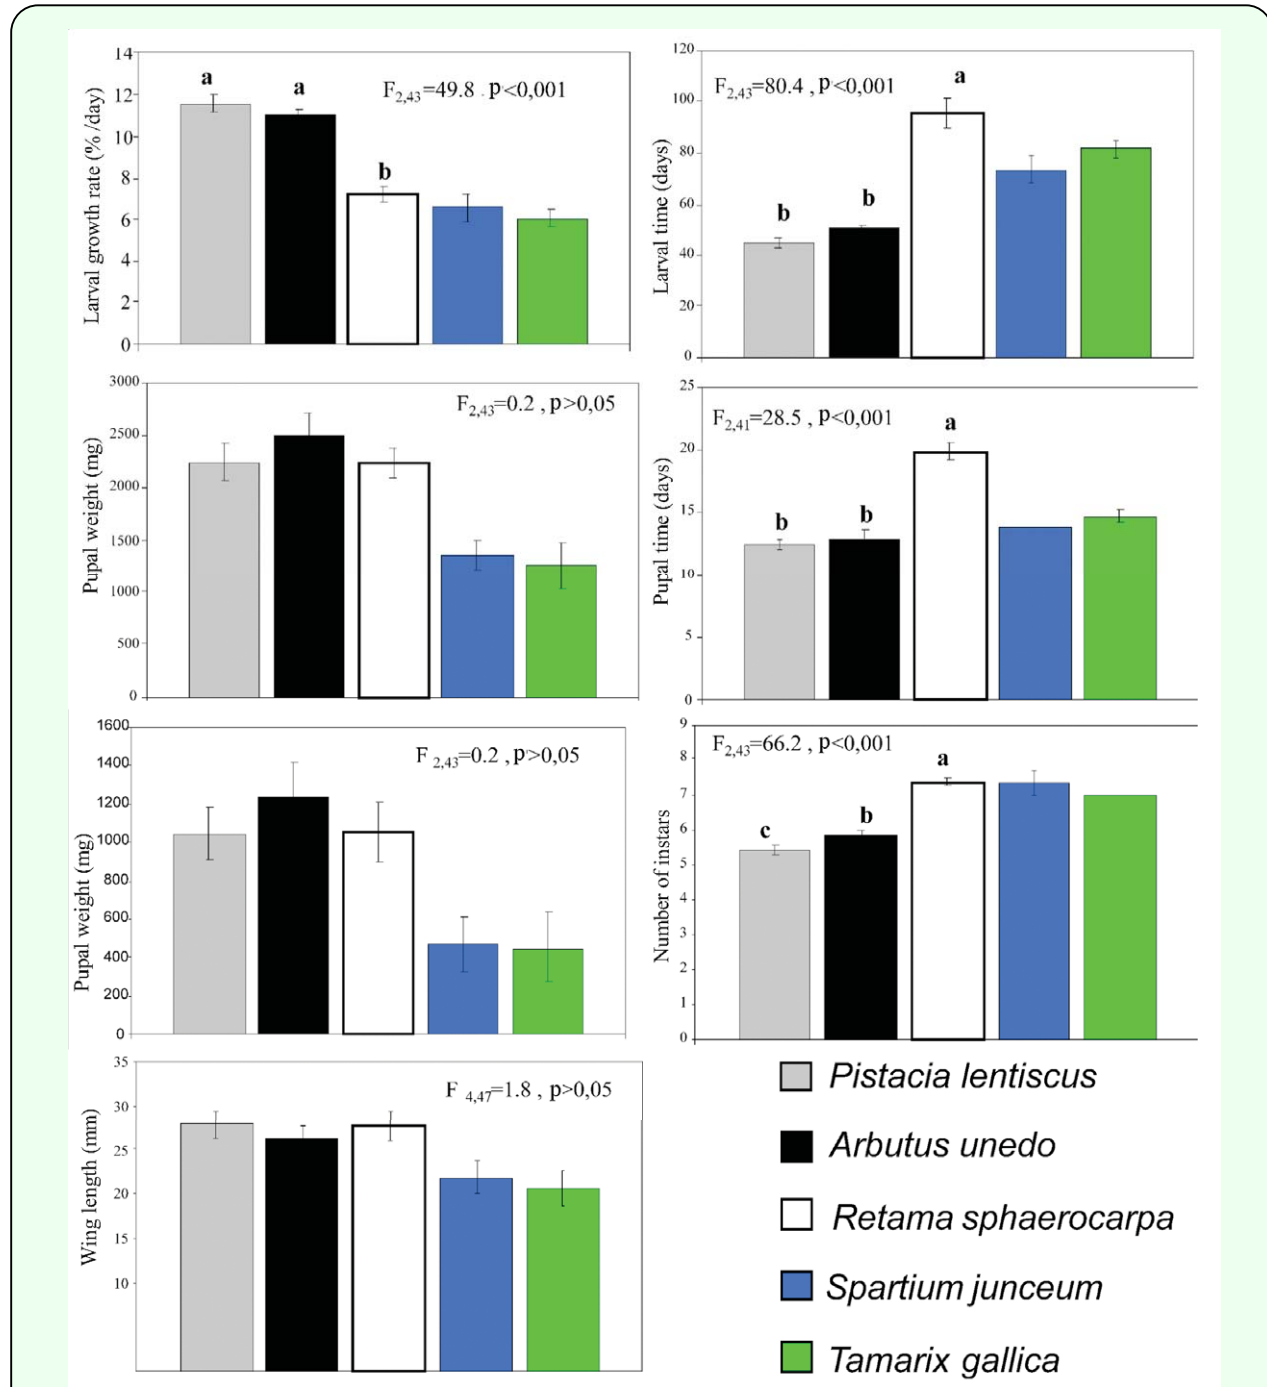 14
12
10
8
6
4
2
0
Larval growth rate (% /day)
a
a
b
F2,43=49.8 . p<0,001
120
100
80
60
40
20
0
Larval time (days)
F2,43=80.4 , p<0,001
b
b
a
3000
2500
2000
1500
1000
500
0
Pupal weight (mg)
F2,43=0.2 , p>0,05
25
20
15
10
5
0
Pupal time (days)
F2,41=28.5 , p<0,001
b
b
a
1600
1400
1200
1000
800
600
400
200
0
Pupal weight (mg)
F 2,43=0.2 , p>0,05
9
8
7
6
5
4
3
2
1
0
Number of instars
F2,43=66.2 , p<0,001
c
b
a
35
30
25
20
15
10
Wing length (mm)
F 4,47=1.8 , p>0,05
Pistacia lentiscus
Arbutus unedo
Retama sphaerocarpa
Spartium junceum
Tamarix gallica